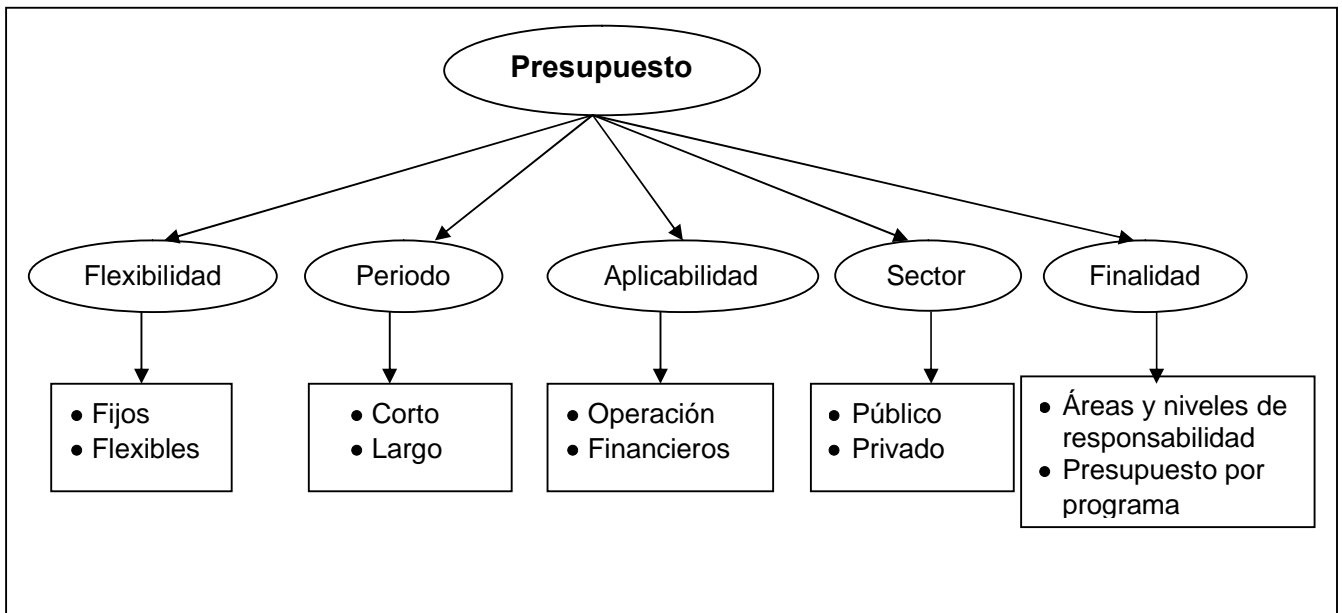 Presupuesto
Flexibilidad
Periodo
Aplicabilidad
Sector
Finalidad
• Fijos
• Flexibles
• Corto
• Largo
• Operación
• Financieros
• Público
• Privado
• Áreas y niveles de
responsabilidad
• Presupuesto por
programa